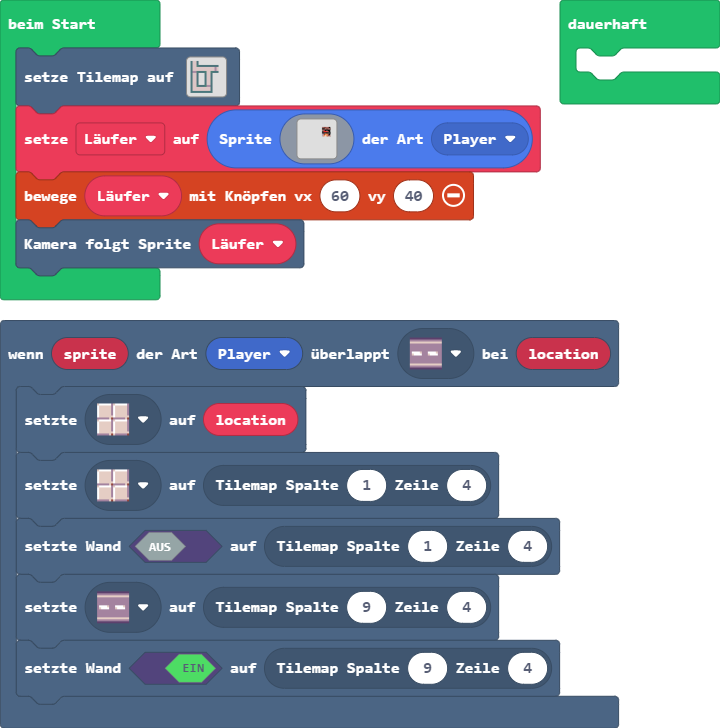 beim Start
dauerhaft
setze Tilemap auf
setze Läufer auf Sprite der Art Player
bewege Läufer mit Knöpfen vx 60 vy 40
Kamera folgt Sprite Läufer
wenn sprite der Art Player überlappt bei location
setzte auf location
setzte auf Tilemap Spalte 1 Zeile 4
setzte Wand AUS auf Tilemap Spalte 1 Zeile 4
setzte auf Tilemap Spalte 9 Zeile 4
setzte Wand EIN auf Tilemap Spalte 9 Zeile 4